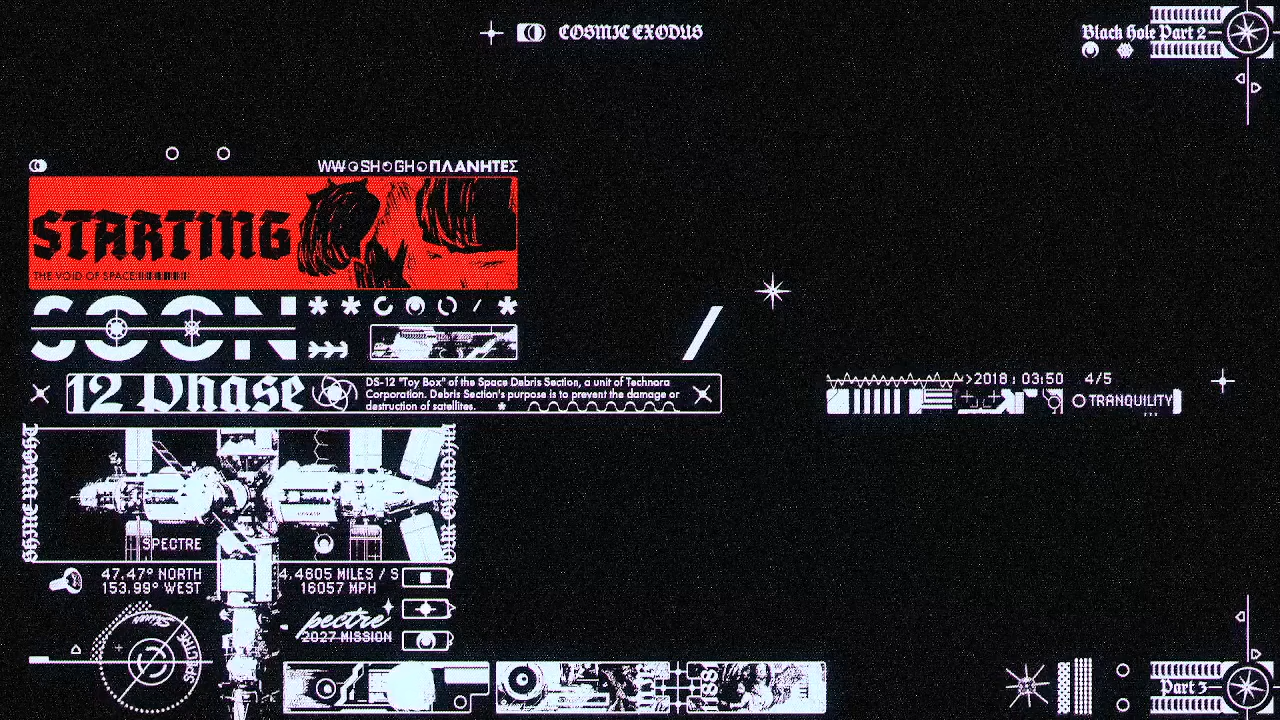 COSMIC EXODUS
Black Hole Part 2
WW SH GH ΠΛΑΝΗΤΕΣ
STARTING
THE VOID OF SPACE
SOON
12 Phase
DS-12 "Toy Box" of the Space Debris Section, a unit of Technora
Corporation. Debris Section's purpose is to prevent the damage or
destruction of satellites. *
>2018 : 03:50 4/5
TRANQUILITY
SHINE BRIGHT
SPECTRE
47.47° NORTH
153.99° WEST
4.4605 MILES / S
16057 MPH
pectre
2027 MISSION
Part 3